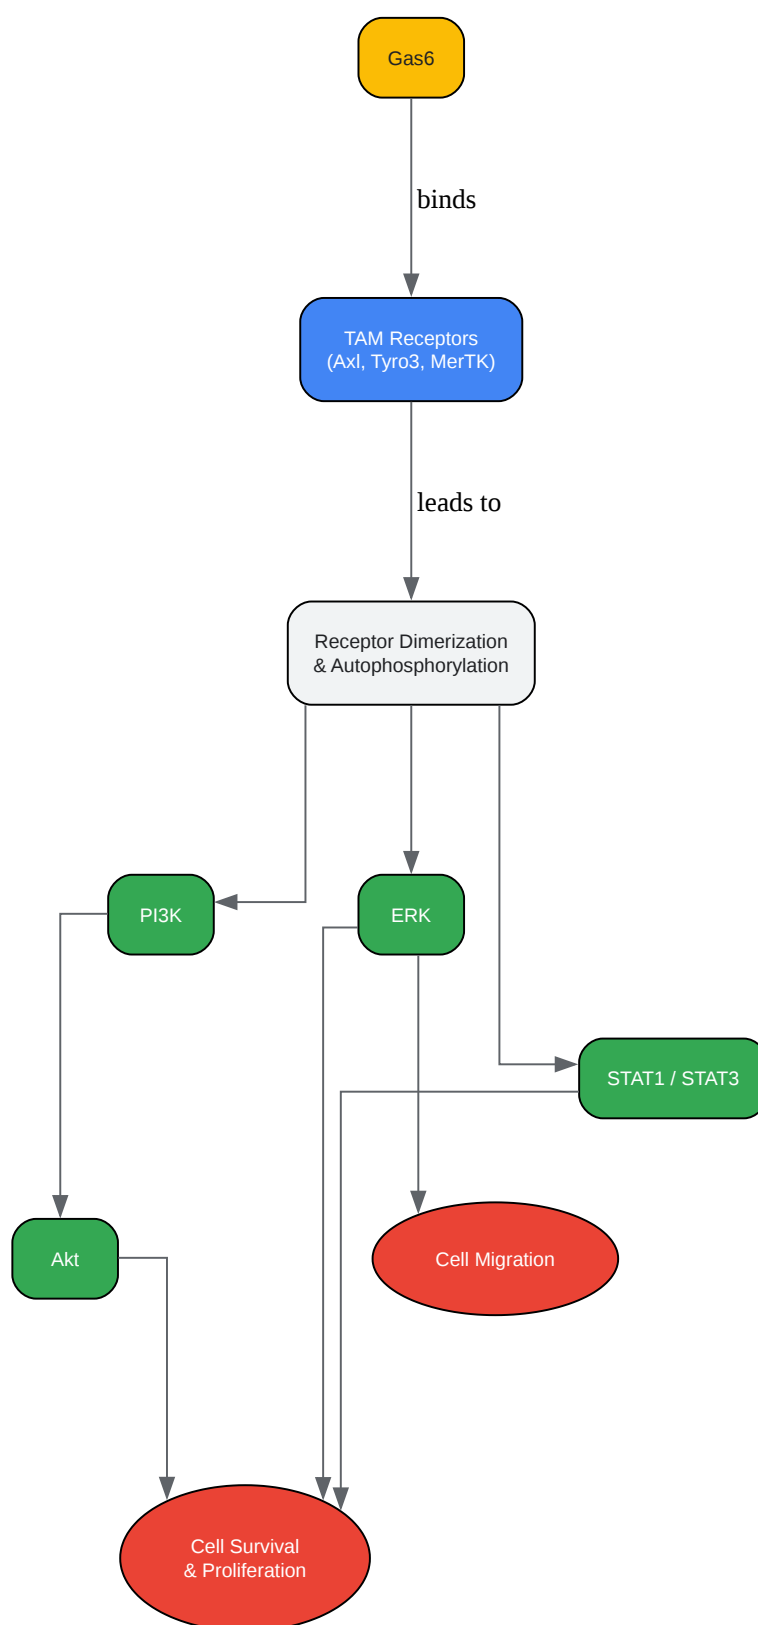 Gas6
binds
TAM Receptors
(Axl, Tyro3, MerTK)
leads to
Receptor Dimerization
& Autophosphorylation
PI3K
ERK
STAT1 / STAT3
Akt
Cell Migration
Cell Survival
& Proliferation